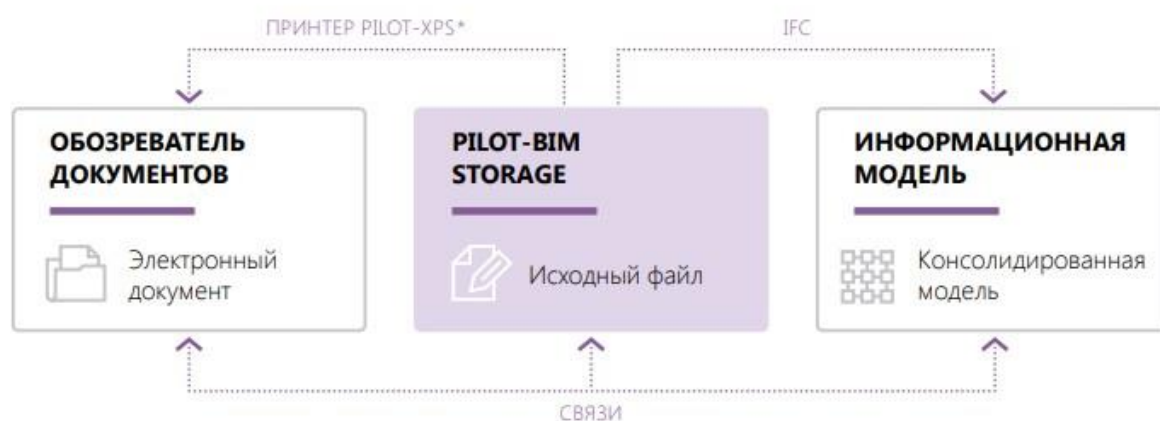 ПРИНТЕР PILOT-XPS*
IFC
ОБОЗРЕВАТЕЛЬ
ДОКУМЕНТОВ
Электронный
документ
PILOT-BIM
STORAGE
Исходный файл
ИНФОРМАЦИОННАЯ
МОДЕЛЬ
Консолидированная
модель
СВЯЗИ